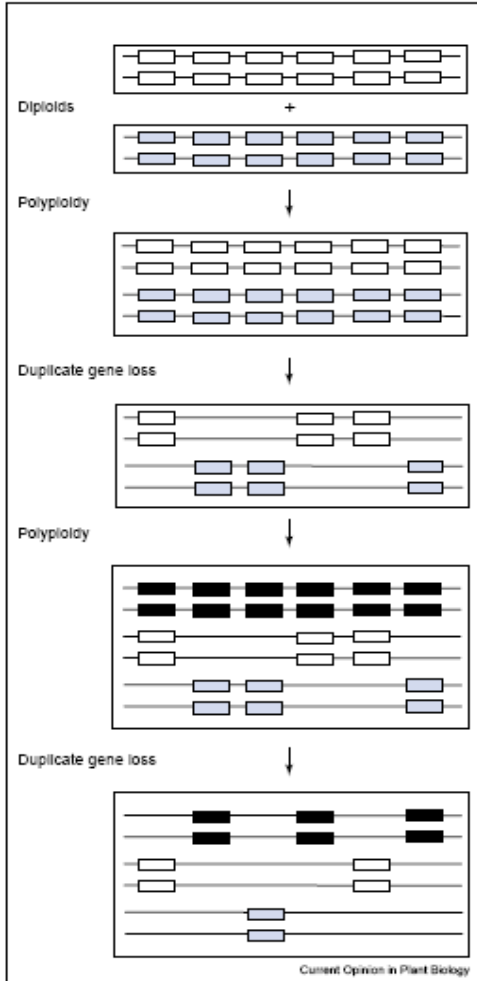 Diploids
+
Polyploidy
Duplicate gene loss
Polyploidy
Duplicate gene loss
Current Opinion in Plant Biology